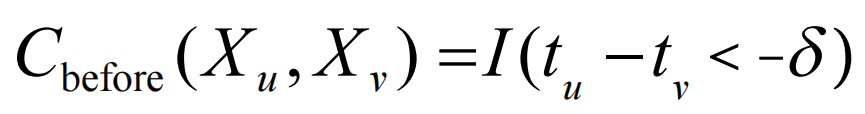 C_before(X_u, X_v) = I(t_u − t_v < −δ)